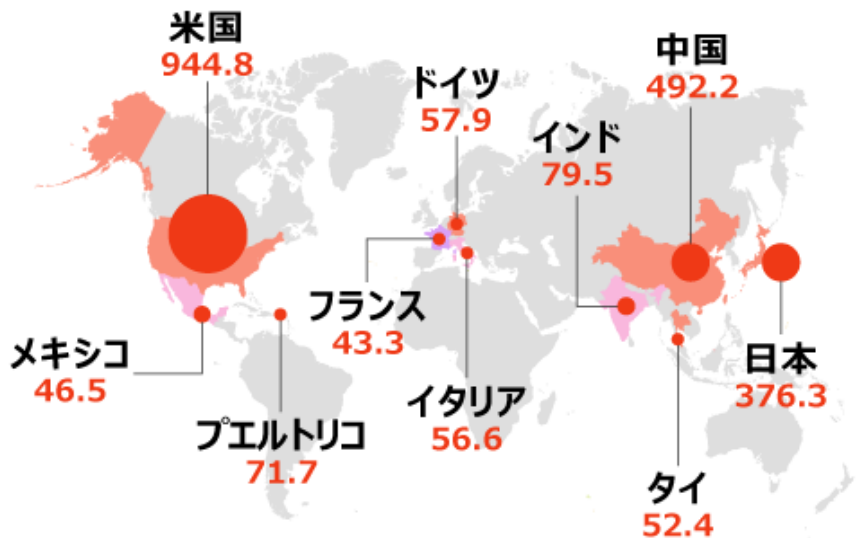 米国
944.8
中国
492.2
ドイツ
57.9
インド
79.5
フランス
43.3
メキシコ
46.5
日本
376.3
イタリア
56.6
プエルトリコ
71.7
タイ
52.4